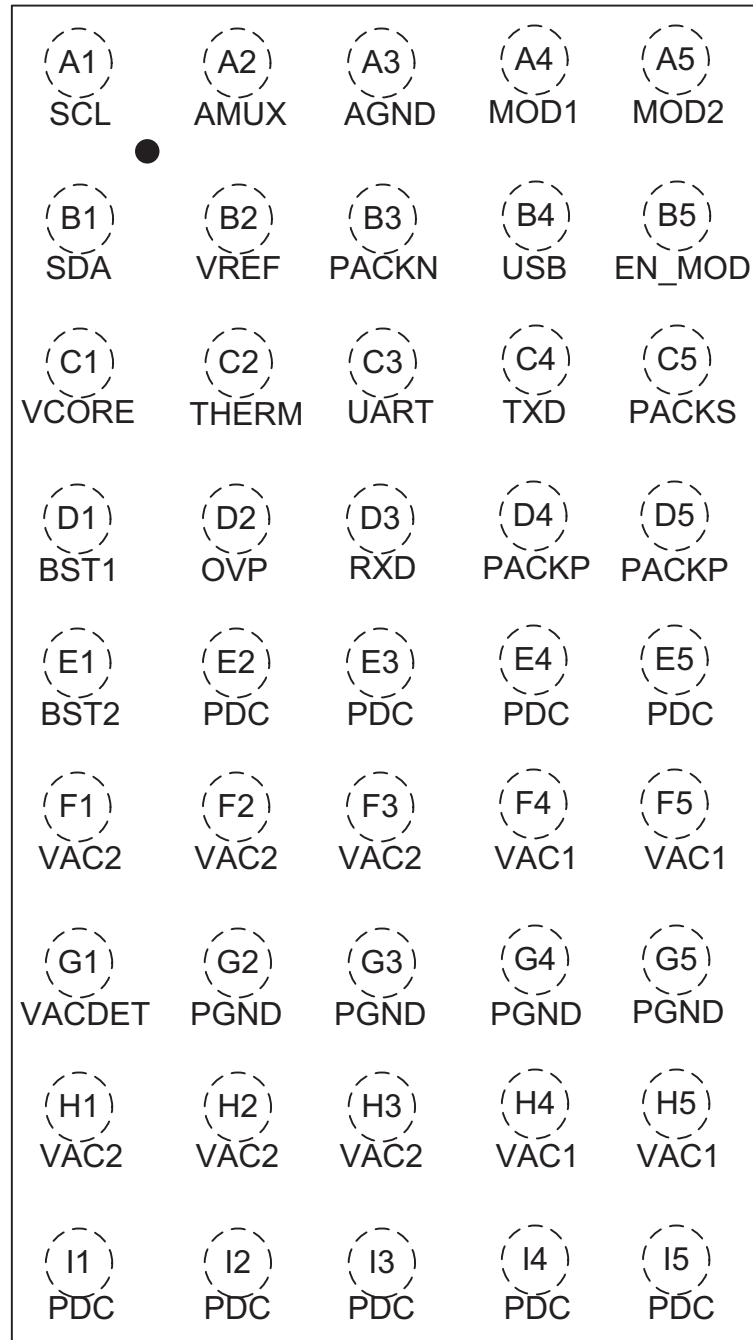 A1 A2 A3 A4 A5
SCL AMUX AGND MOD1 MOD2
B1 B2 B3 B4 B5
SDA VREF PACKN USB EN_MOD
C1 C2 C3 C4 C5
VCORE THERM UART TXD PACKS
D1 D2 D3 D4 D5
BST1 OVP RXD PACKP PACKP
E1 E2 E3 E4 E5
BST2 PDC PDC PDC PDC
F1 F2 F3 F4 F5
VAC2 VAC2 VAC2 VAC1 VAC1
G1 G2 G3 G4 G5
VACDET PGND PGND PGND PGND
H1 H2 H3 H4 H5
VAC2 VAC2 VAC2 VAC1 VAC1
I1 I2 I3 I4 I5
PDC PDC PDC PDC PDC